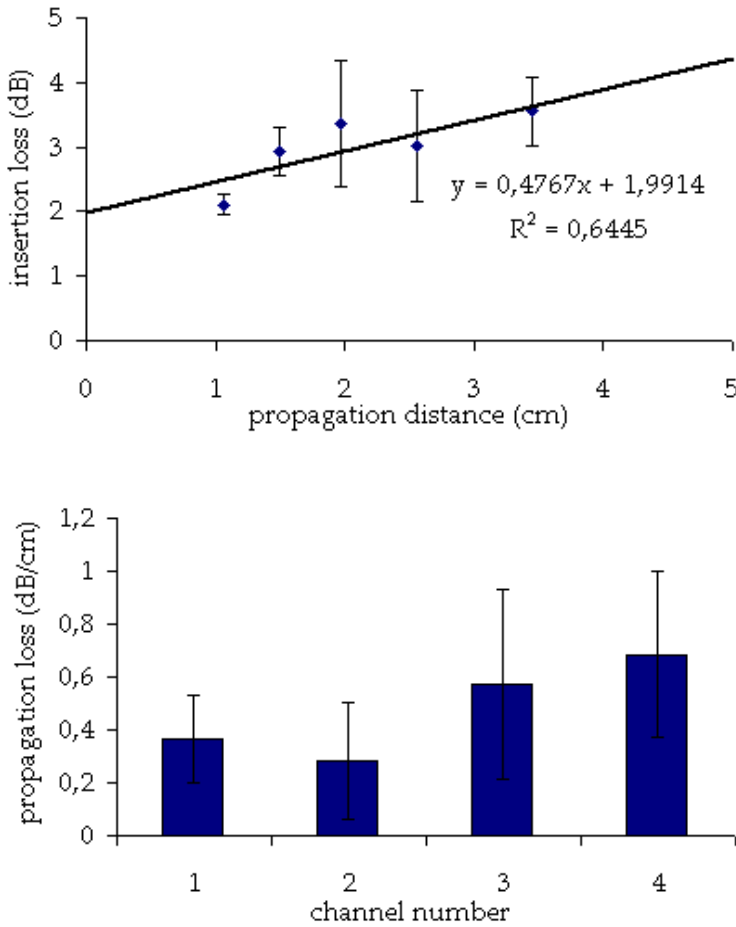 5
4
3
2
1
0
insertion loss (dB)
y = 0,4767x + 1,9914
R² = 0,6445
0 1 2 3 4 5
propagation distance (cm)
1,2
1
0,8
0,6
0,4
0,2
0
propagation loss (dB/cm)
1 2 3 4
channel number